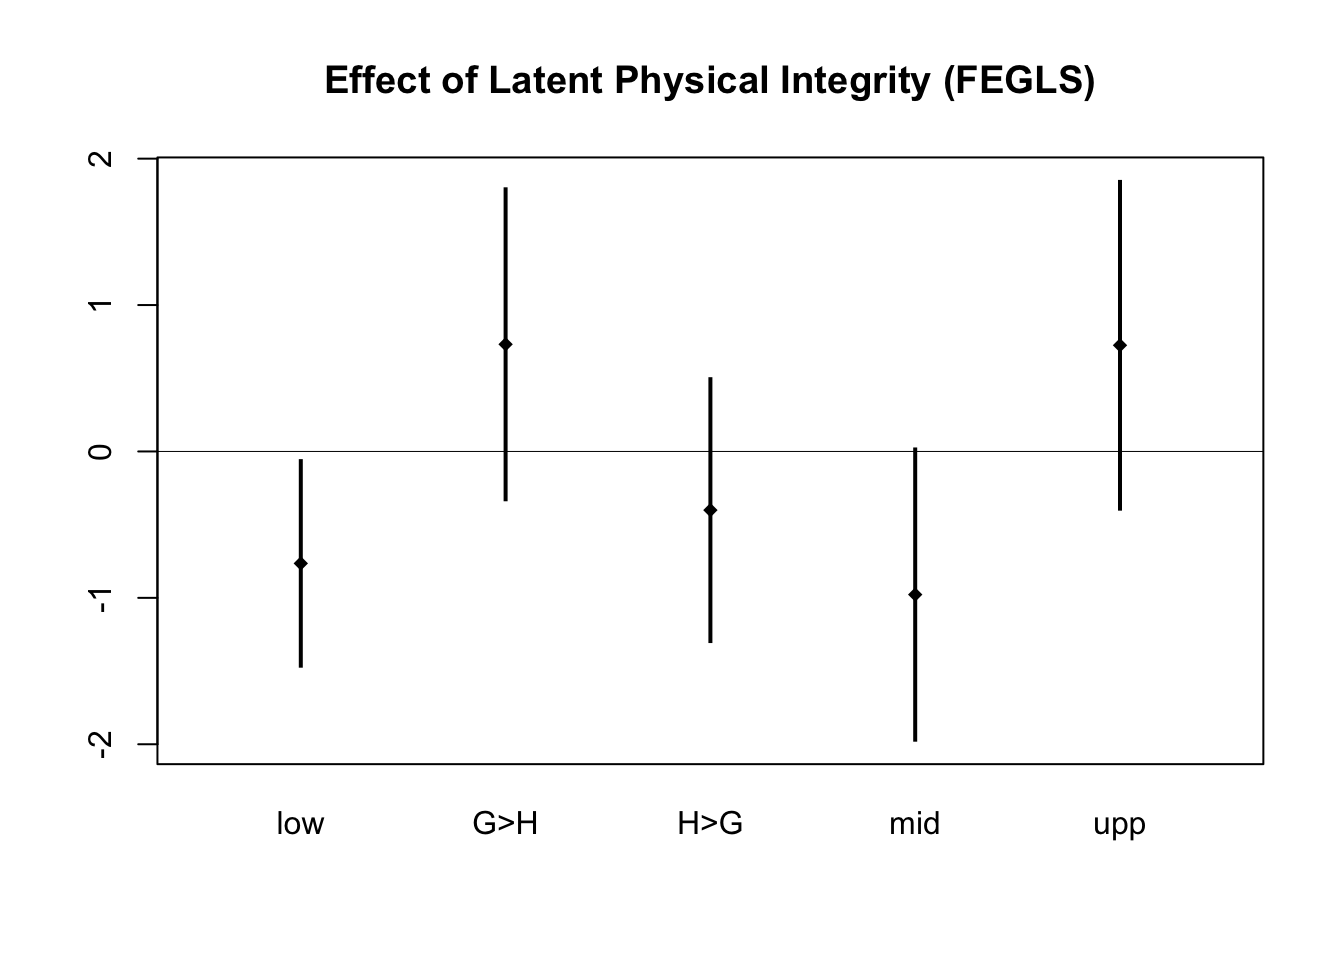 Effect of Latent Physical Integrity (FEGLS)
2
1
0
-1
-2
low G>H H>G mid upp